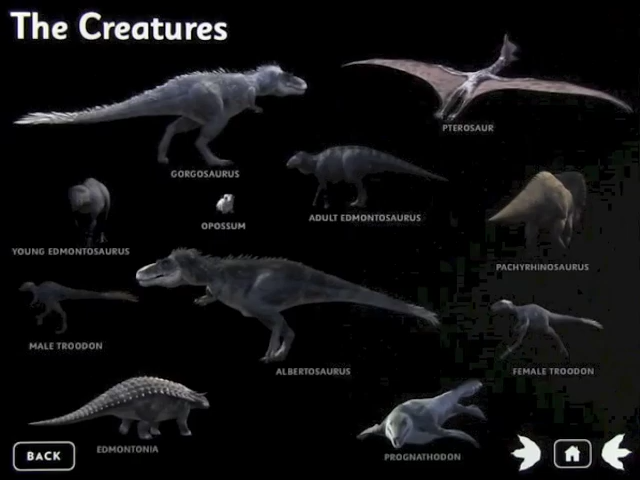 The Creatures
PTEROSAUR
GORGOSAURUS
ADULT EDMONTOSAURUS
OPOSSUM
YOUNG EDMONTOSAURUS
PACHYRHINOSAURUS
MALE TROODON
ALBERTOSAURUS
FEMALE TROODON
EDMONTONIA
PROGNATHODON
BACK